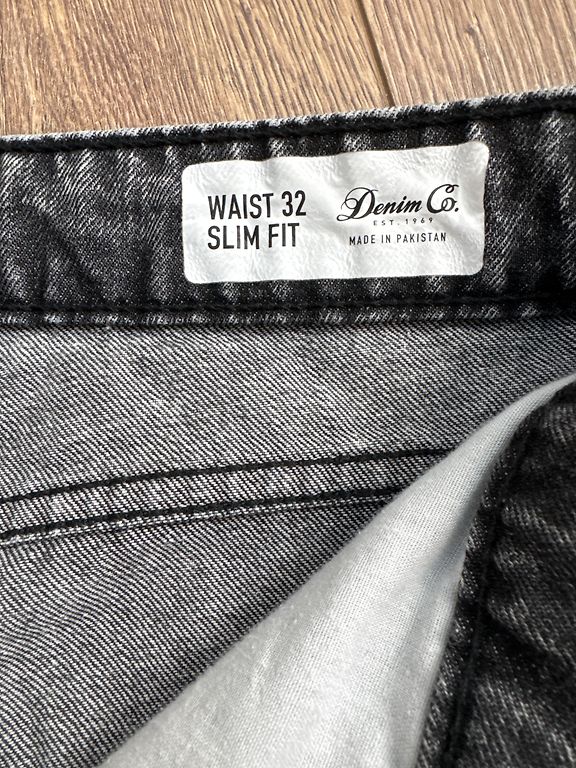 WAIST 32
SLIM FIT
Denim Co.
EST. 1969
MADE IN PAKISTAN